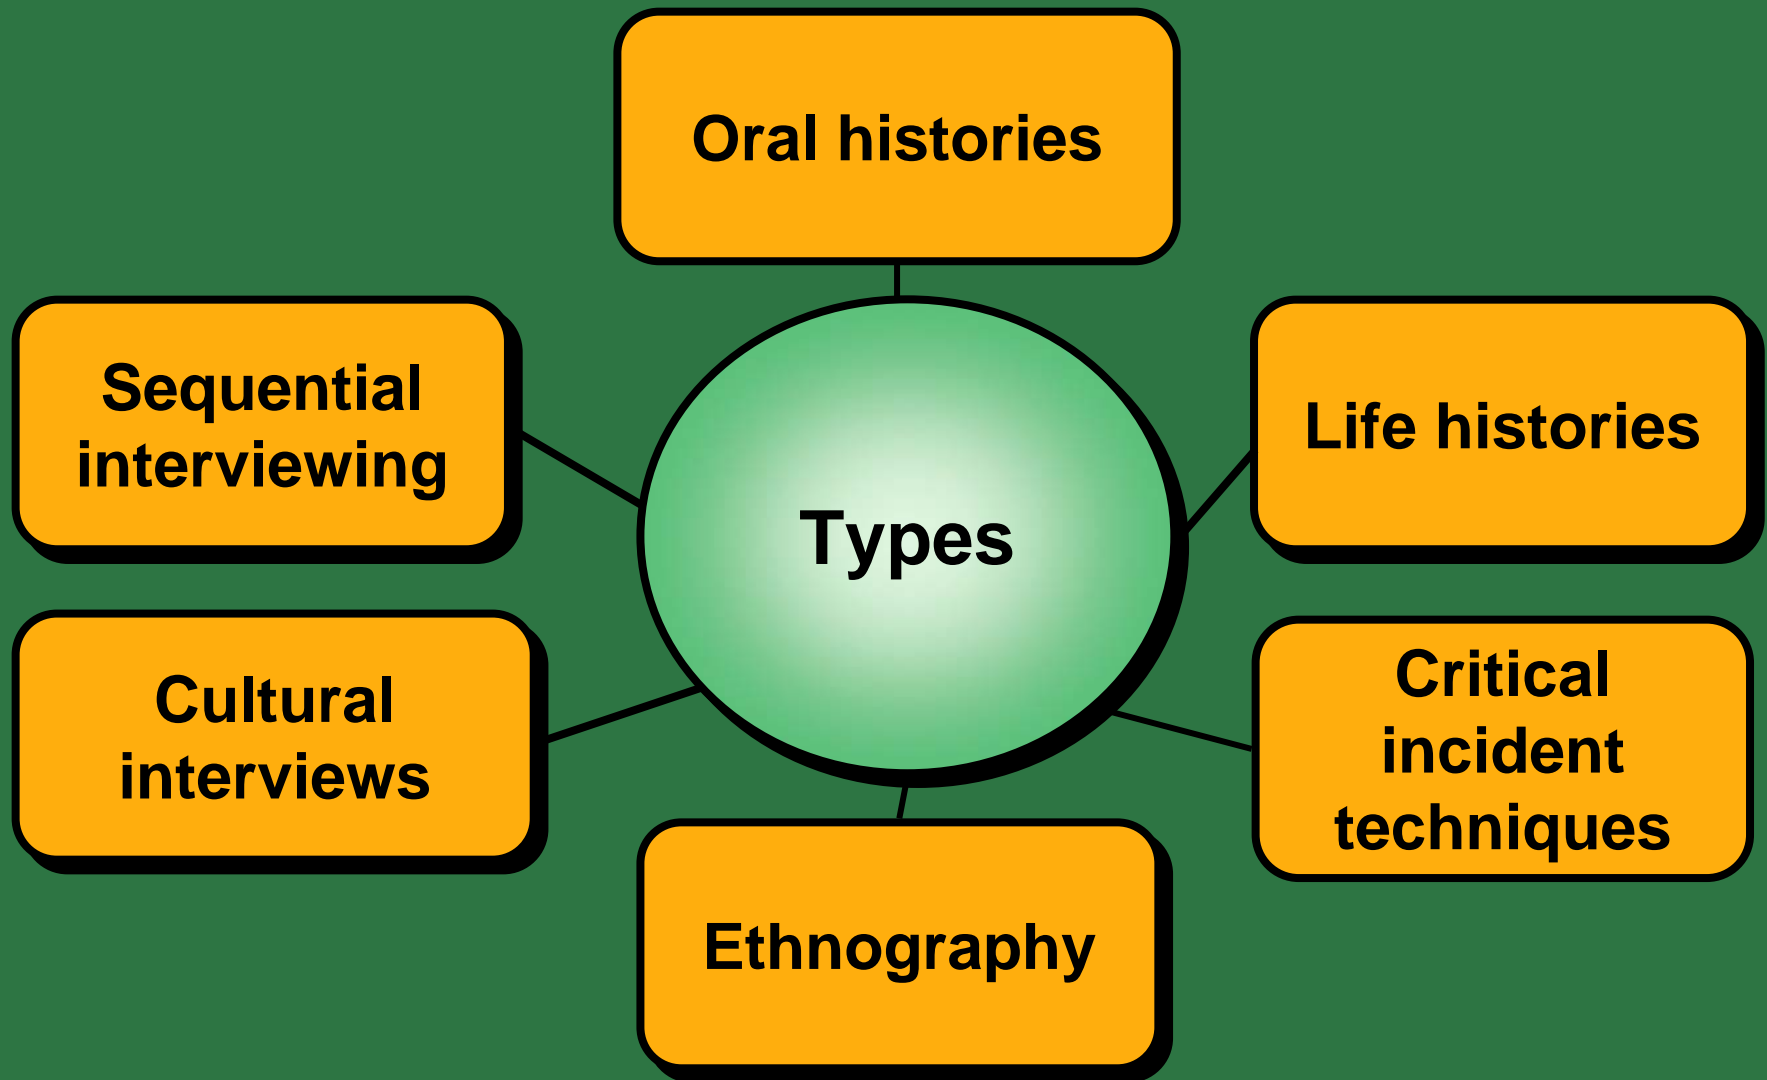 Oral histories
Sequential
interviewing
Life histories
Types
Cultural
interviews
Critical
incident
techniques
Ethnography